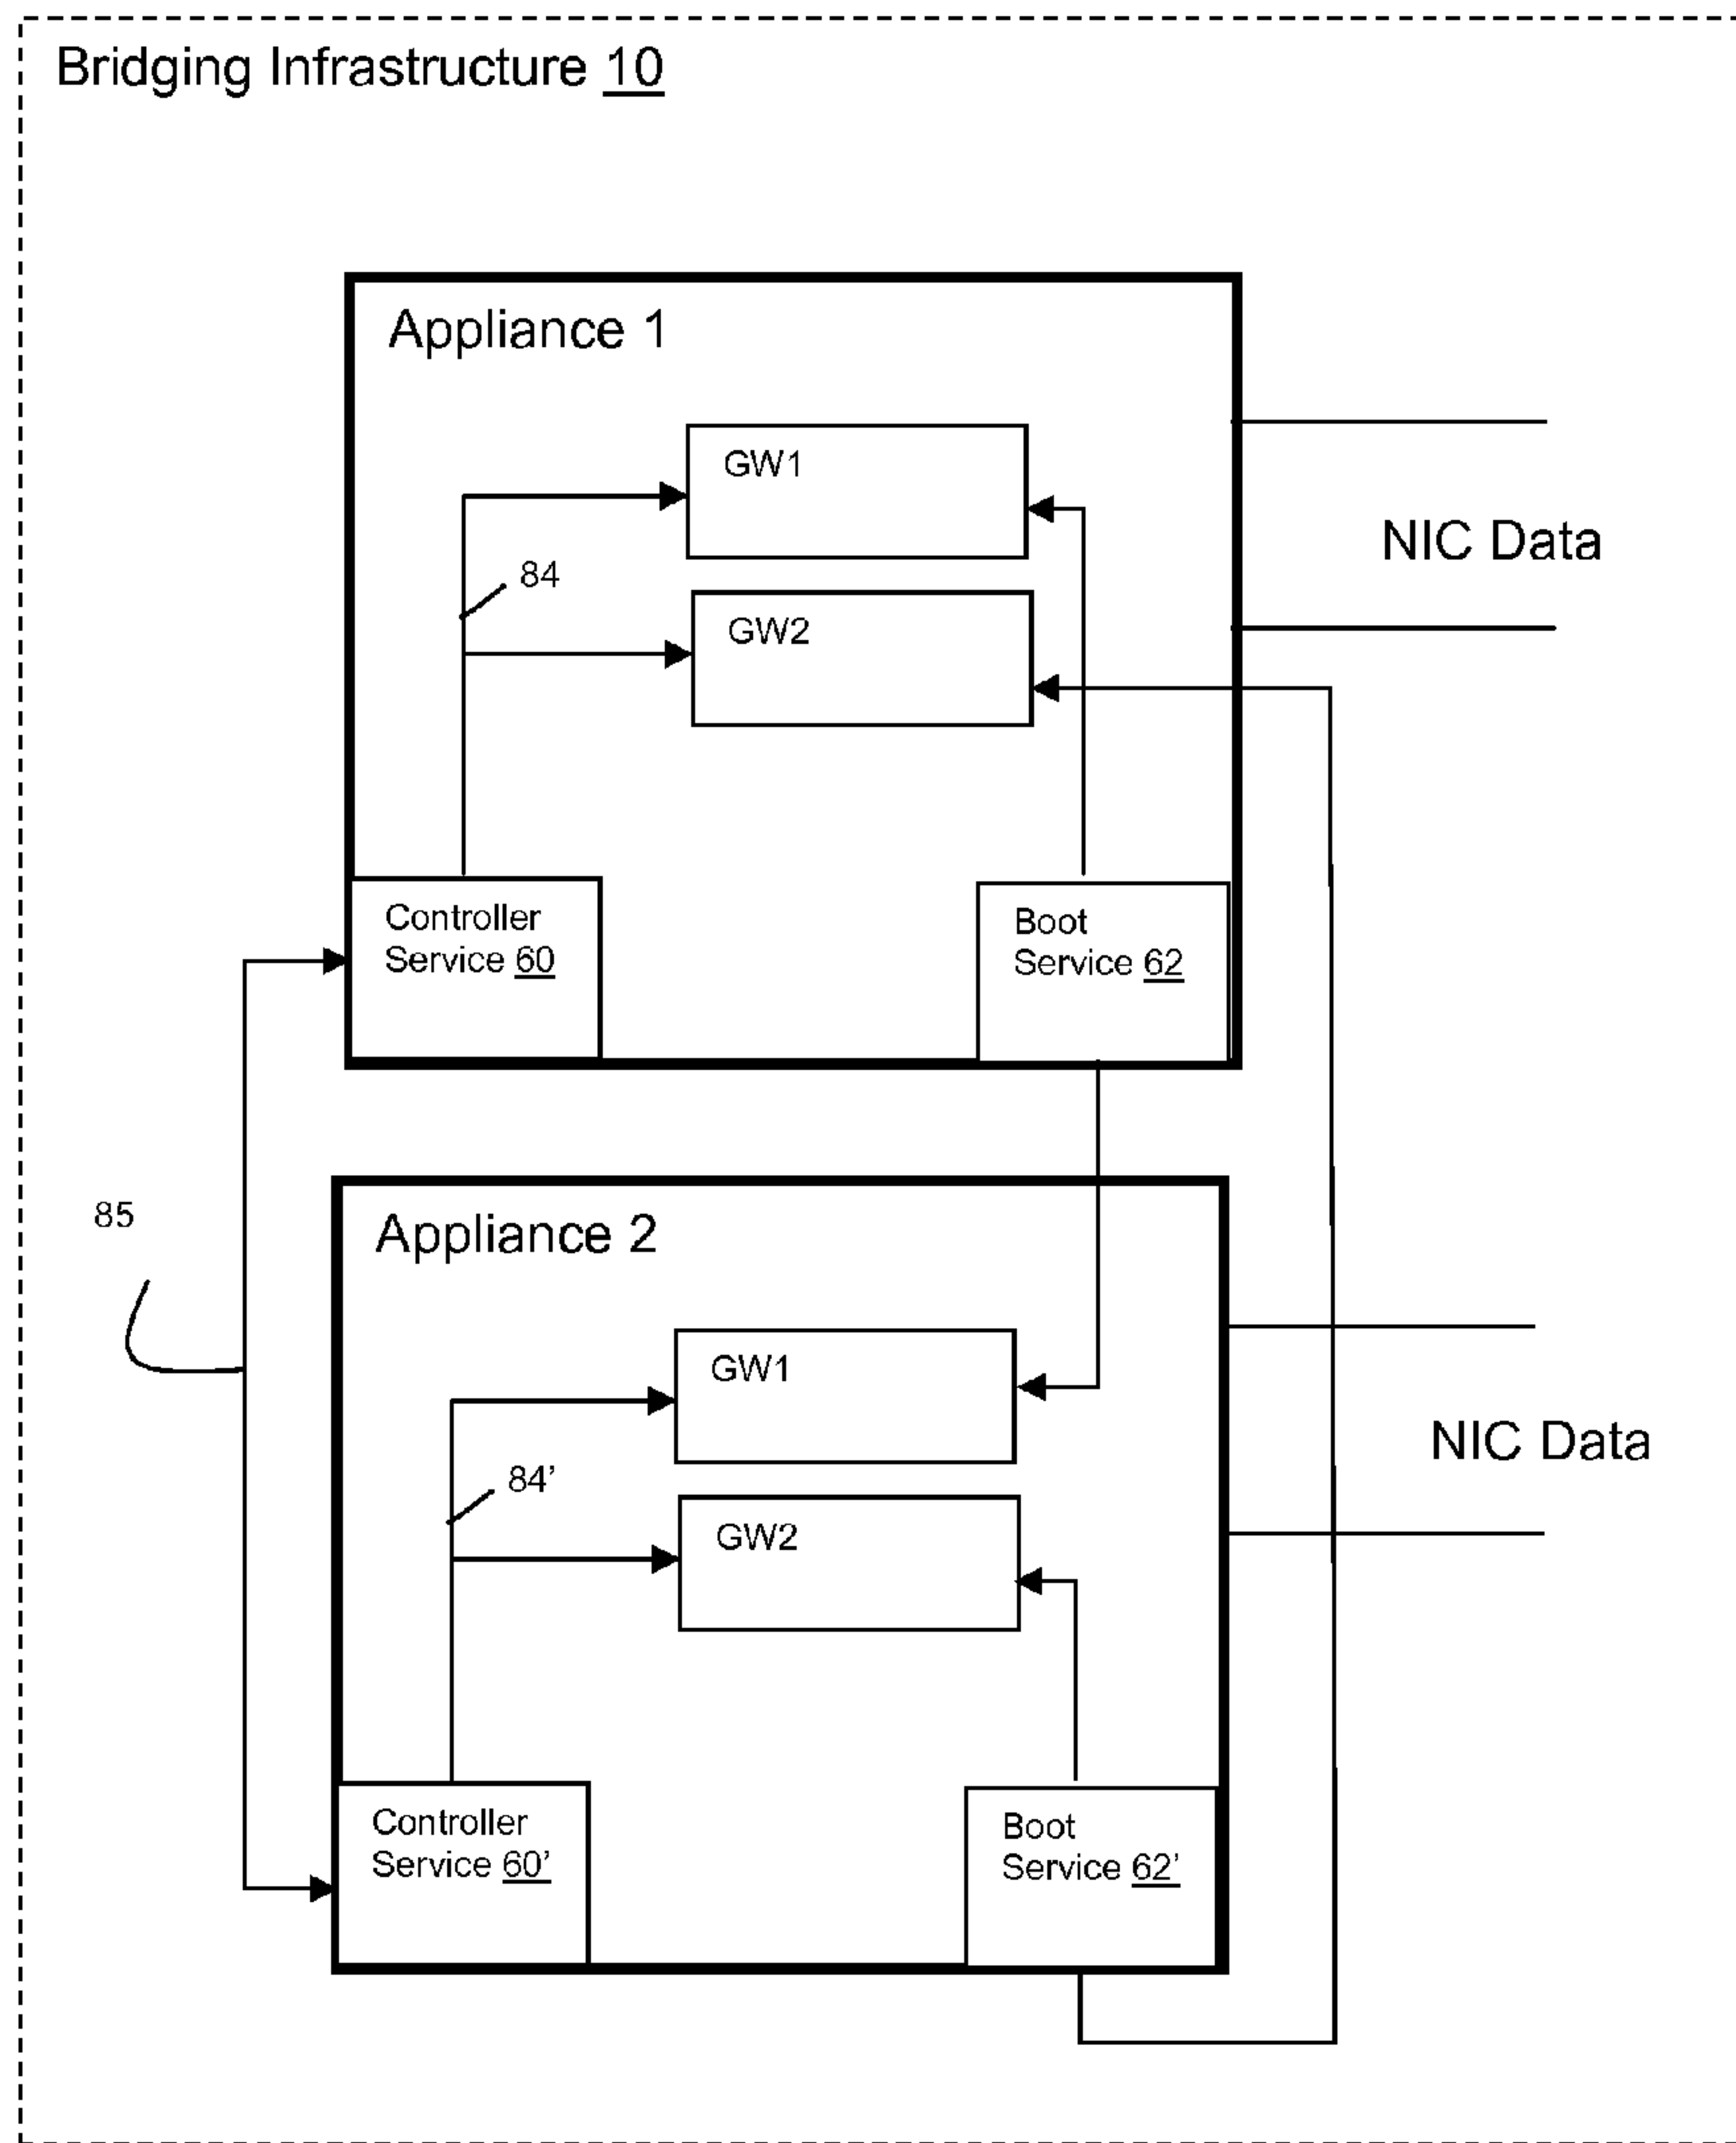 Bridging Infrastructure 10
Appliance 1
GW1
NIC Data
84
GW2
Controller
Service 60
Boot
Service 62
85
Appliance 2
GW1
NIC Data
84’
GW2
Controller
Service 60’
Boot
Service 62’